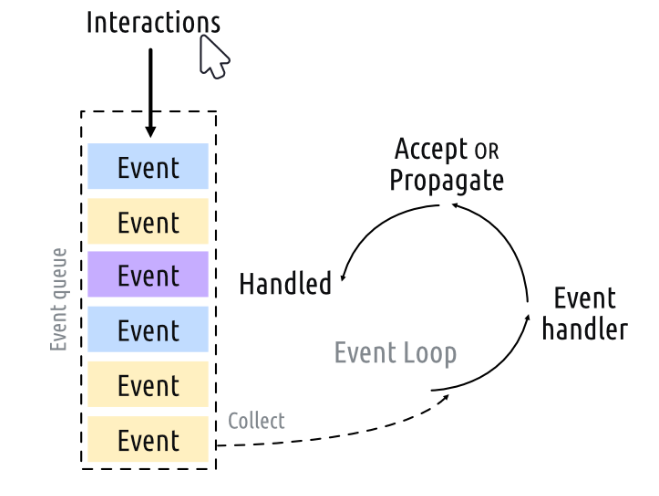 Interactions
Event
Event
Event
Event
Event
Event
Event queue
Collect
Event Loop
Event
handler
Accept OR
Propagate
Handled